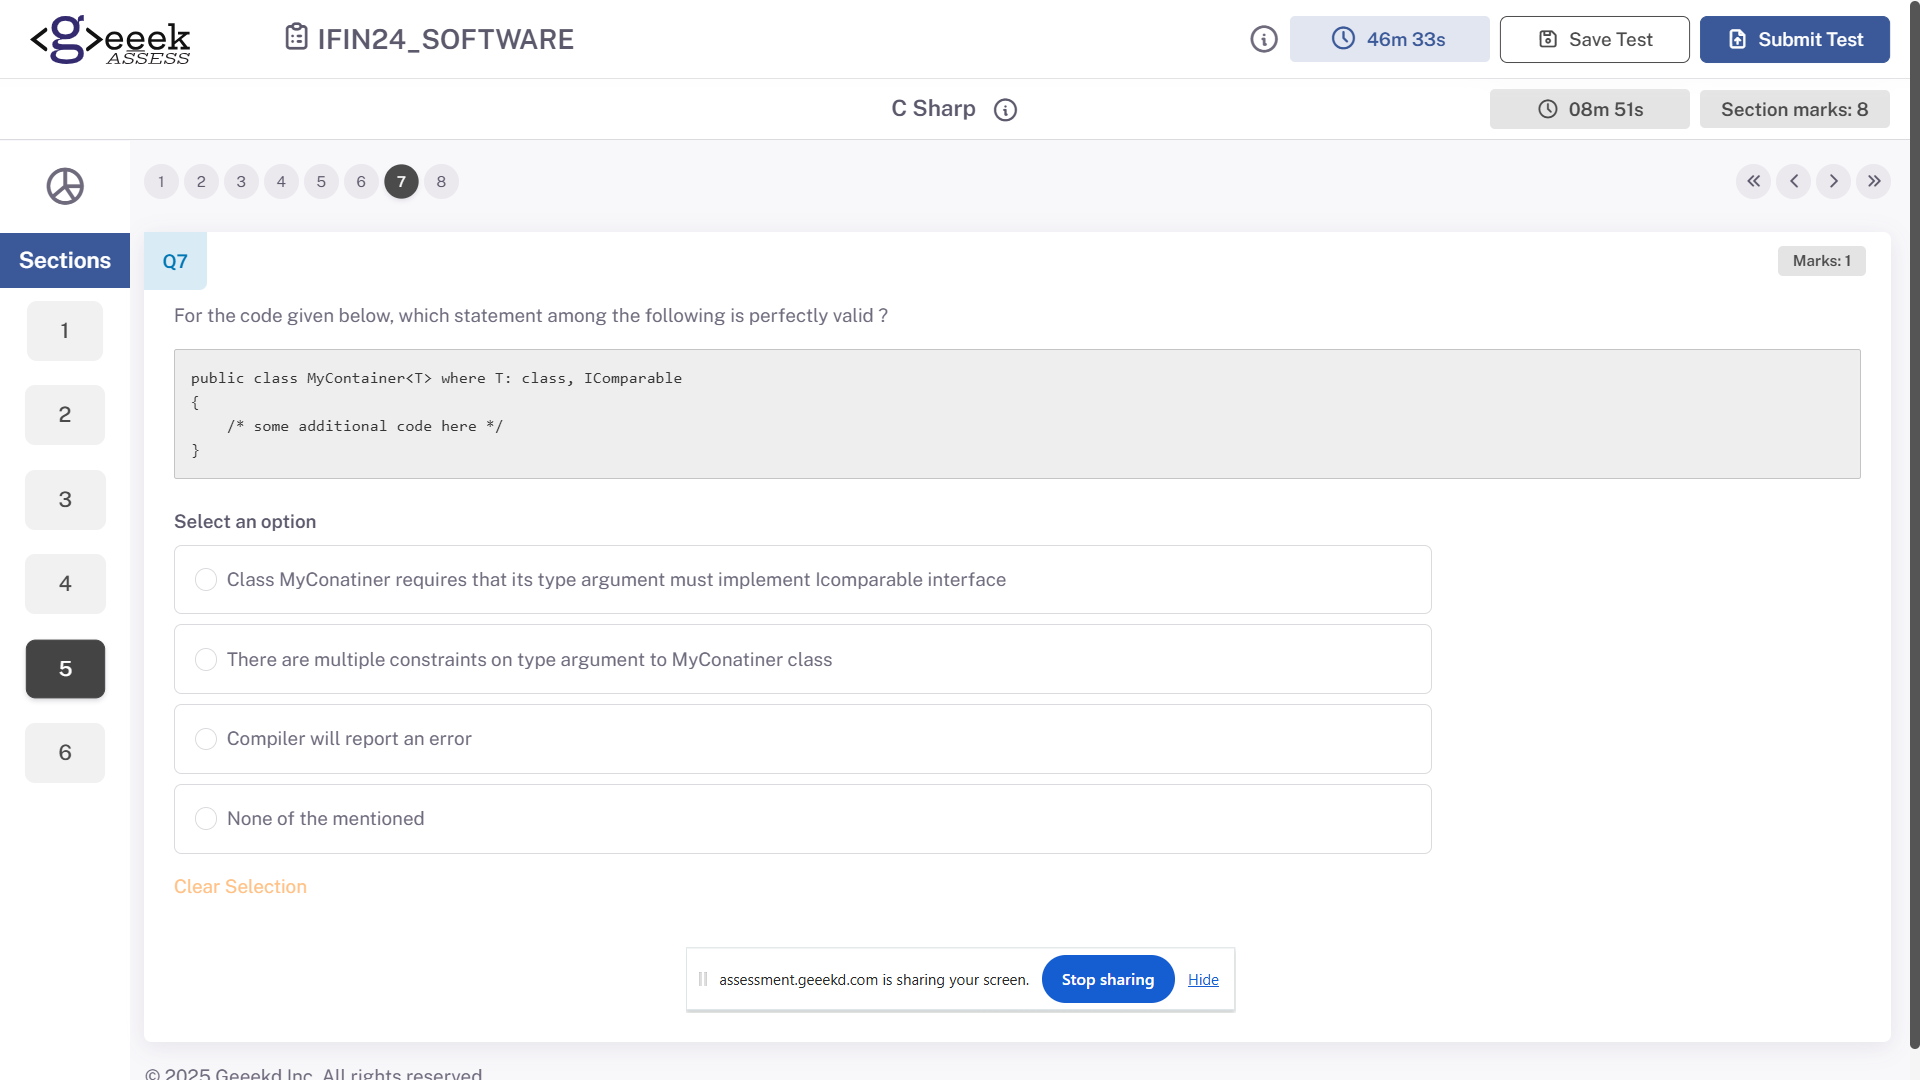 <g>eeek
ASSESS
IFIN24_SOFTWARE
46m 33s
Save Test
Submit Test
C Sharp
08m 51s
Section marks: 8
1 2 3 4 5 6 7 8
Sections
1
2
3
4
5
6
Q7
Marks: 1
For the code given below, which statement among the following is perfectly valid ?
public class MyContainer<T> where T: class, IComparable
{
    /* some additional code here */
}
Select an option
Class MyConatiner requires that its type argument must implement Icomparable interface
There are multiple constraints on type argument to MyConatiner class
Compiler will report an error
None of the mentioned
Clear Selection
assessment.geeekd.com is sharing your screen.
Stop sharing
Hide
© 2025 Geeekd Inc. All rights reserved